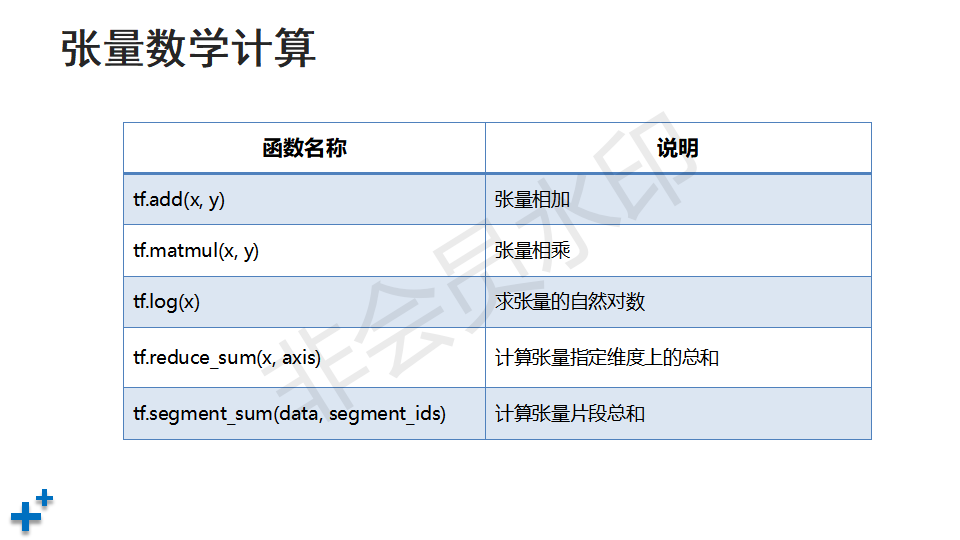 张量数学计算
函数名称 说明
tf.add(x, y) 张量相加
tf.matmul(x, y) 张量相乘
tf.log(x) 求张量的自然对数
tf.reduce_sum(x, axis) 计算张量指定维度上的总和
tf.segment_sum(data, segment_ids) 计算张量片段总和
非会员水印